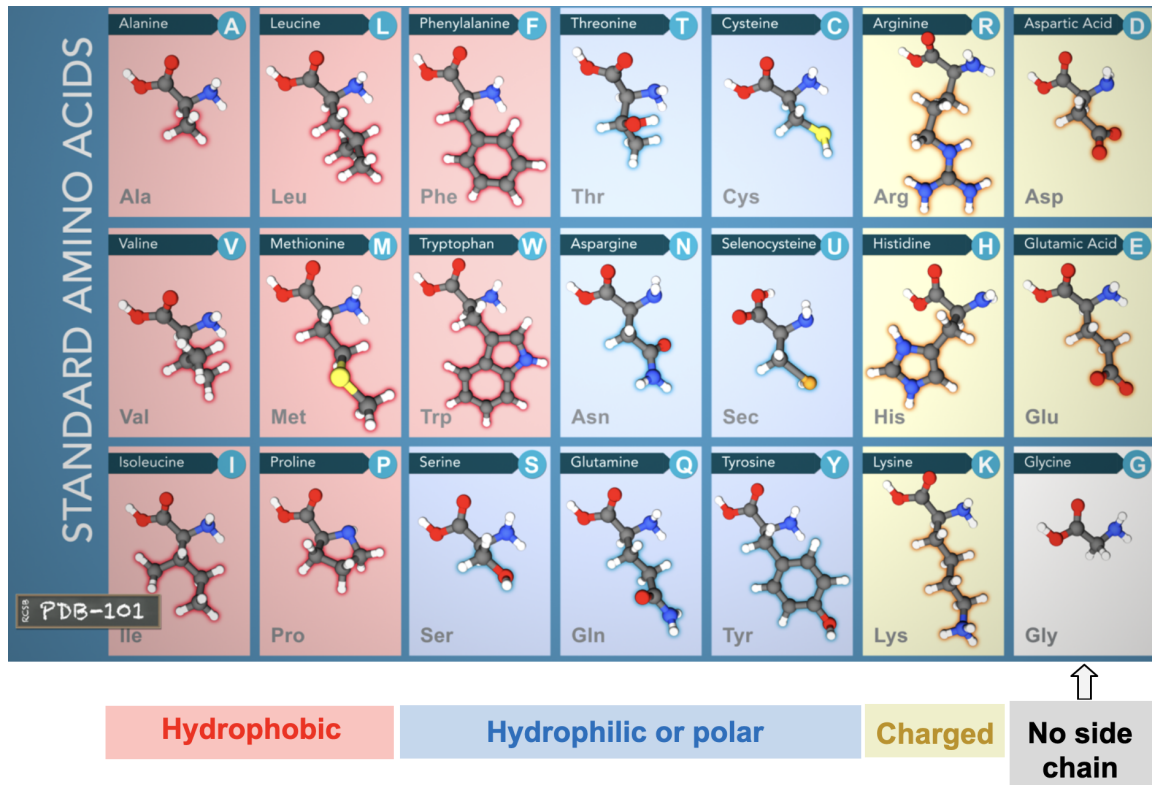 STANDARD AMINO ACIDS
Alanine A
Ala
Leucine L
Leu
Phenylalanine F
Phe
Threonine T
Thr
Cysteine C
Cys
Arginine R
Arg
Aspartic Acid D
Asp
Valine V
Val
Methionine M
Met
Tryptophan W
Trp
Aspargine N
Asn
Selenocysteine U
Sec
Histidine H
His
Glutamic Acid E
Glu
Isoleucine I
Ile
Proline P
Pro
Serine S
Ser
Glutamine Q
Gln
Tyrosine Y
Tyr
Lysine K
Lys
Glycine G
Gly
RCSB PDB-101
Hydrophobic
Hydrophilic or polar
Charged
No side
chain